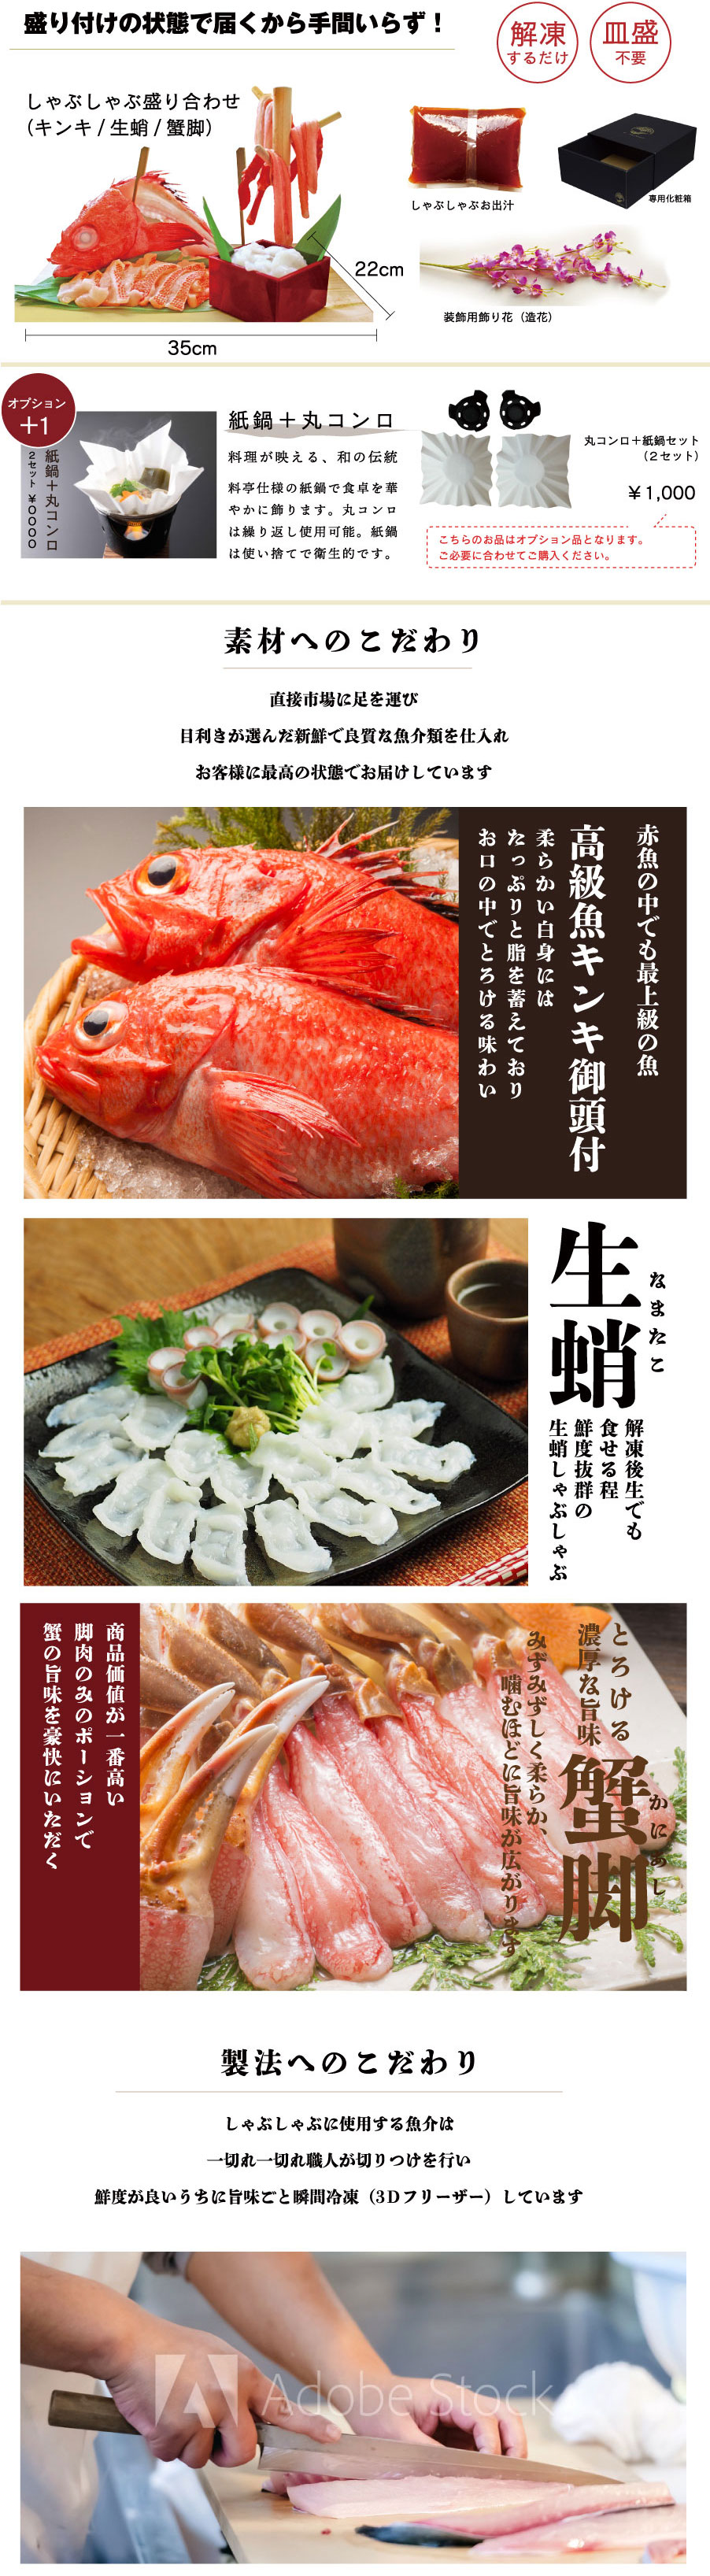 盛り付けの状態で届くから手間いらず！
解凍
するだけ
皿盛
不要
しゃぶしゃぶ盛り合わせ
(キンキ / 生蛸 / 蟹脚)
22cm
35cm
しゃぶしゃぶお出汁
専用化粧箱
装飾用飾り花（造花）
オプション
+1
紙鍋＋丸コンロ
2セット ￥0000
紙鍋＋丸コンロ
料理が映える、和の伝統
料亭仕様の紙鍋で食卓を華
やかに飾ります。丸コンロ
は繰り返し使用可能。紙鍋
は使い捨てで衛生的です。
丸コンロ＋紙鍋セット
（２セット）
￥1,000
こちらのお品はオプション品となります。
ご必要に合わせてご購入ください。
素材へのこだわり
直接市場に足を運び
目利きが選んだ新鮮で良質な魚介類を仕入れ
お客様に最高の状態でお届けしています
赤魚の中でも最上級の魚
高級魚キンキ御頭付
柔らかい白身には
たっぷりと脂を蓄えており
お口の中でとろける味わい
なまたこ
生蛸
解凍後生でも
食せる程
鮮度抜群の
生蛸しゃぶしゃぶ
とろける
濃厚な旨味
かにあし
蟹脚
みずみずしく柔らか、
噛むほどに旨味が広がります
商品価値が一番高い
脚肉のみのポーションで
蟹の旨味を豪快にいただく
製法へのこだわり
しゃぶしゃぶに使用する魚介は
一切れ一切れ職人が切りつけを行い
鮮度が良いうちに旨味ごと瞬間冷凍（3Dフリーザー）しています
Adobe Stock